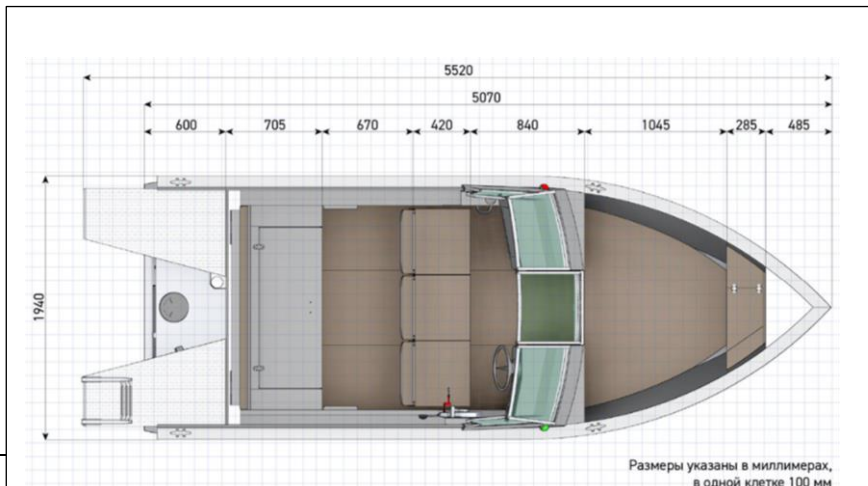 5520
5070
600 705 670 420 840 1045 285 485
1940
Размеры указаны в миллимерах,
в одной клетке 100 мм